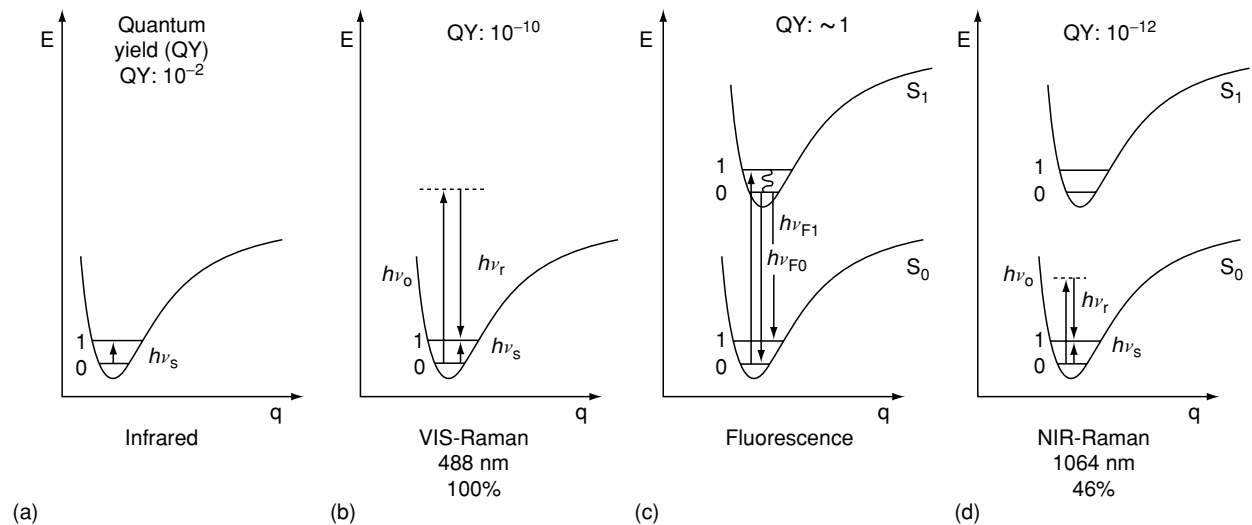 E
Quantum
yield (QY)
QY: 10⁻²
1
0
hνₛ
q
Infrared
(a)
E
QY: 10⁻¹⁰
hνₒ
hνᵣ
1
0
hνₛ
q
VIS-Raman
488 nm
100%
(b)
E
QY: ∼1
S₁
1
0
hν_F1
hν_F0
S₀
1
0
q
Fluorescence
(c)
E
QY: 10⁻¹²
S₁
1
0
S₀
hνₒ
hνᵣ
1
0
hνₛ
q
NIR-Raman
1064 nm
46%
(d)